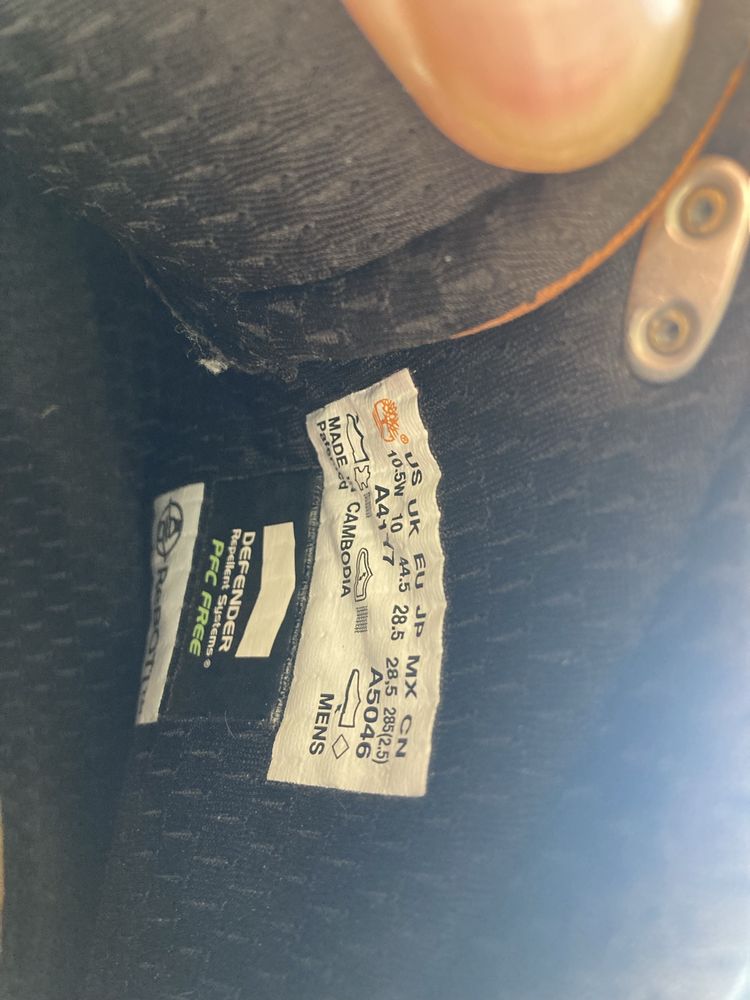 US UK EU JP MX CN
10.5W 10 44.5 28.5 28,5 285(2.5)
A5046
MADE CAMBODIA
MENS
DEFENDER
Repellent Systems®
PFC FREE